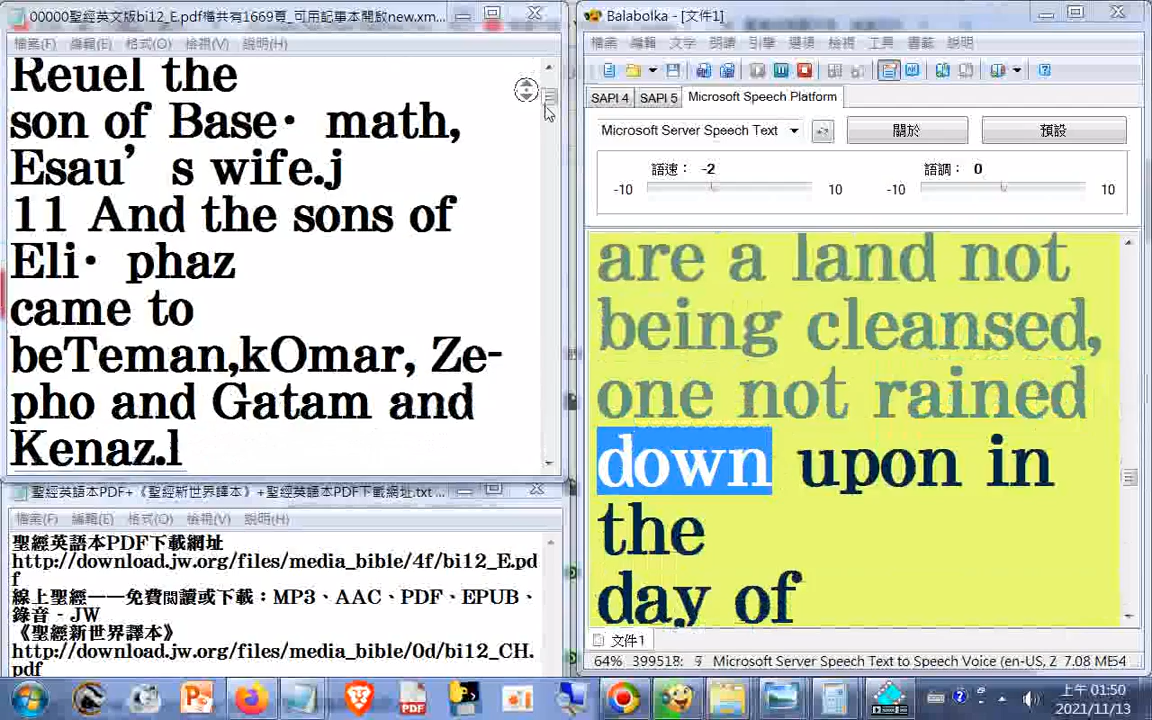 00000聖經英文版bi12_E.pdf檔共有1669頁_可用記事本開啟new.xm...
檔案(F) 編輯(E) 格式(O) 檢視(V) 說明(H)
Reuel the
son of Base· math,
Esau’ s wife.j
11 And the sons of
Eli· phaz
came to
beTeman,kOmar, Ze-
pho and Gatam and
Kenaz.l
聖經英語本PDF+《聖經新世界譯本》+聖經英語本PDF下載網址.txt ...
檔案(F) 編輯(E) 格式(O) 檢視(V) 說明(H)
聖經英語本PDF下載網址
http://download.jw.org/files/media_bible/4f/bi12_E.pd
f
線上聖經——免費閱讀或下載：MP3、AAC、PDF、EPUB、
錄音 - JW
《聖經新世界譯本》
http://download.jw.org/files/media_bible/0d/bi12_CH.
pdf
Balabolka - [文件1]
檔案 編輯 文字 朗讀 引擎 選項 檢視 工具 書籤 說明
SAPI 4 SAPI 5 Microsoft Speech Platform
Microsoft Server Speech Text 關於 預設
語速： -2 語調： 0
-10 10 -10 10
are a land not
being cleansed,
one not rained
down upon in
the
day of
文件1
64% 399518: Microsoft Server Speech Text to Speech Voice (en-US, Z 7.08 ME54
PDF
上午 01:50
2021/11/13